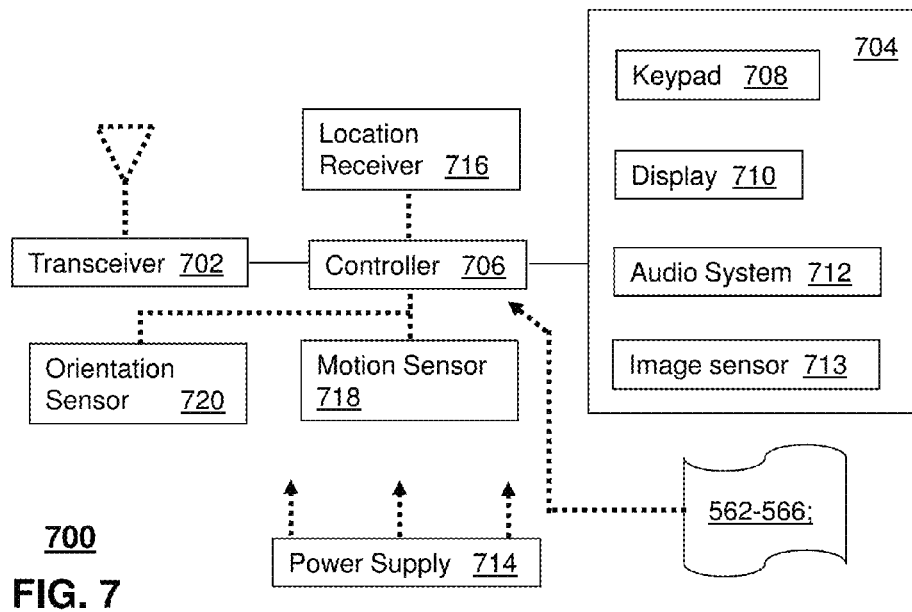 704
Keypad 708
Location
Receiver 716
Display 710
Transceiver 702
Controller 706
Audio System 712
Orientation
Sensor 720
Motion Sensor
718
Image sensor 713
562-566;
700
Power Supply 714
FIG. 7